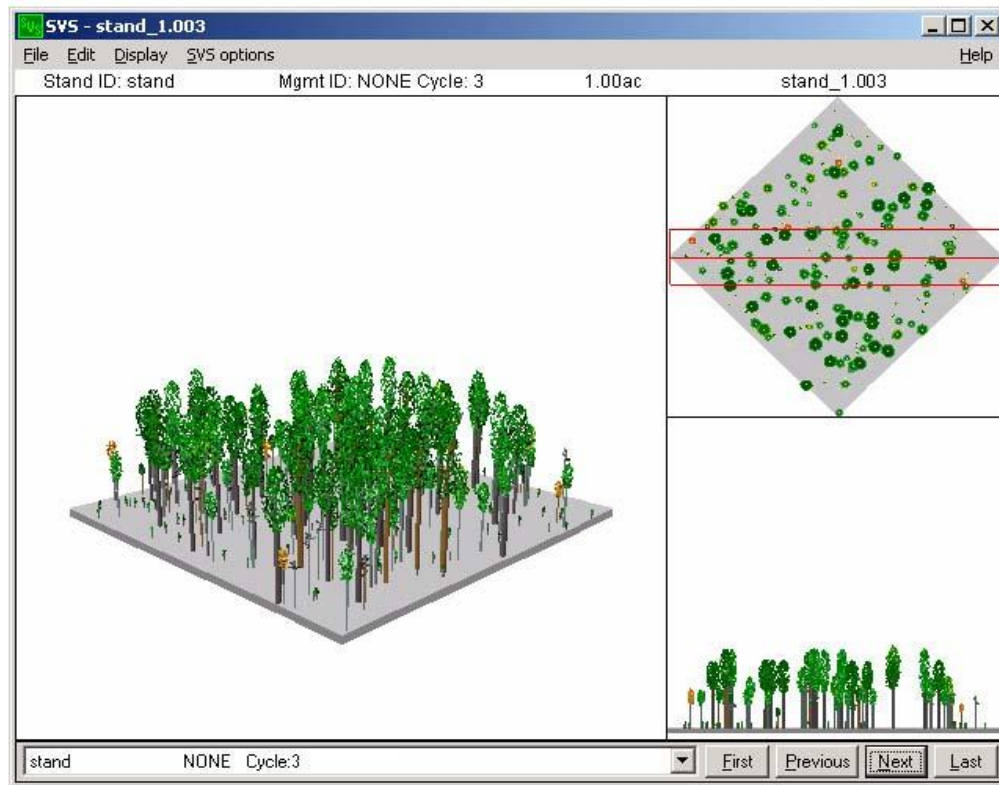 SVS SVS - stand_1.003
File Edit Display SVS options Help
Stand ID: stand Mgmt ID: NONE Cycle: 3 1.00ac stand_1.003
stand NONE Cycle:3 First Previous Next Last